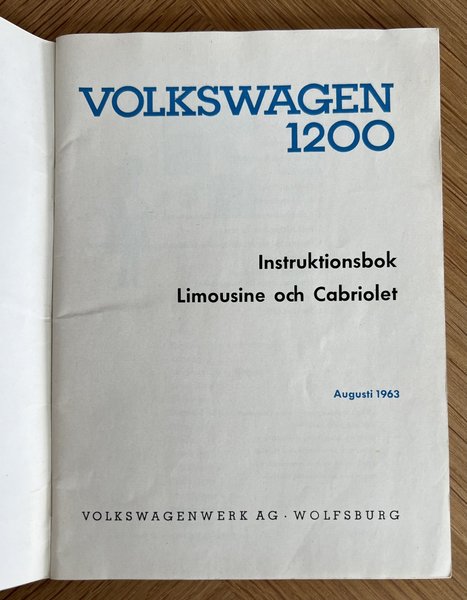 VOLKSWAGEN
1200
Instruktionsbok
Limousine och Cabriolet
Augusti 1963
VOLKSWAGENWERK AG · WOLFSBURG